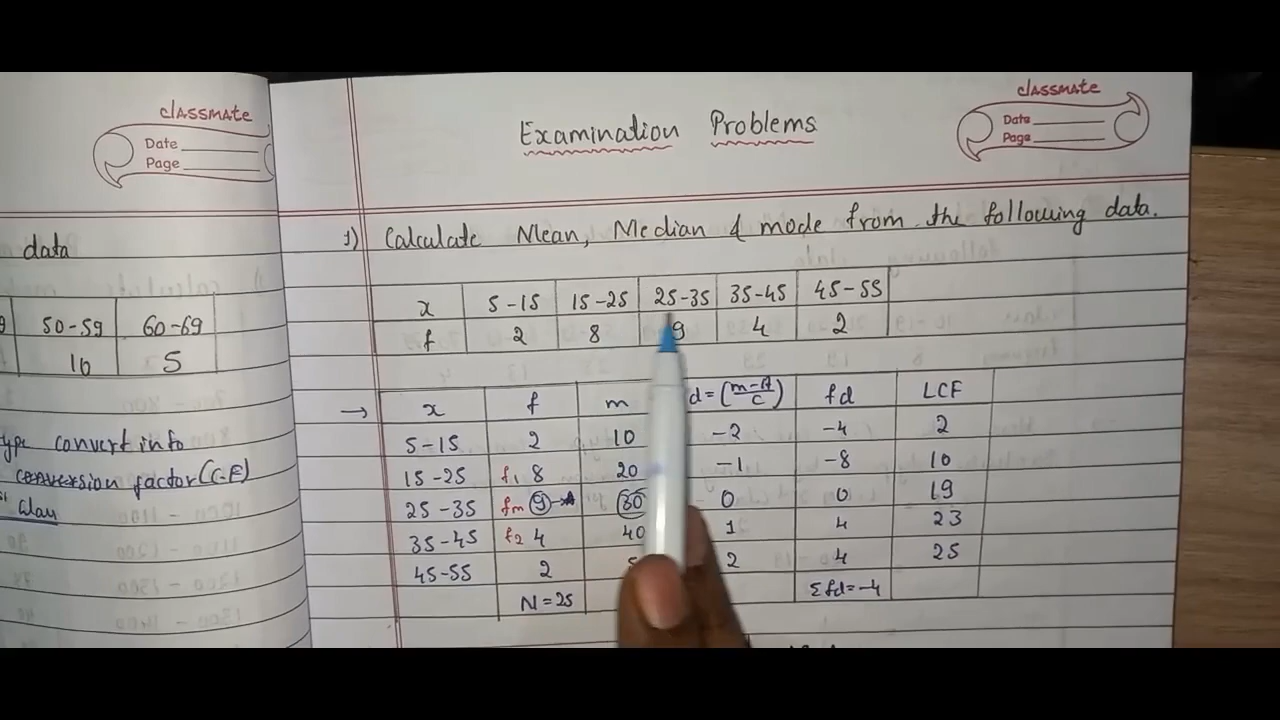 classmate
Date
Page
data
50-59 60-69
10 5
type convert into
conversion factor (C.F)
class
classmate
Date
Page
Examination Problems
1) Calculate Mean, Median & mode from the following data.
x 5-15 15-25 25-35 35-45 45-55
f 2 8 9 4 2
→ x f m d=(m-A/c) fd LCF
5-15 2 10 -2 -4 2
15-25 f₁ 8 20 -1 -8 10
25-35 fm 9 → A 30 0 0 19
35-45 f₂ 4 40 1 4 23
45-55 2 2 4 25
N=25 Σfd=-4